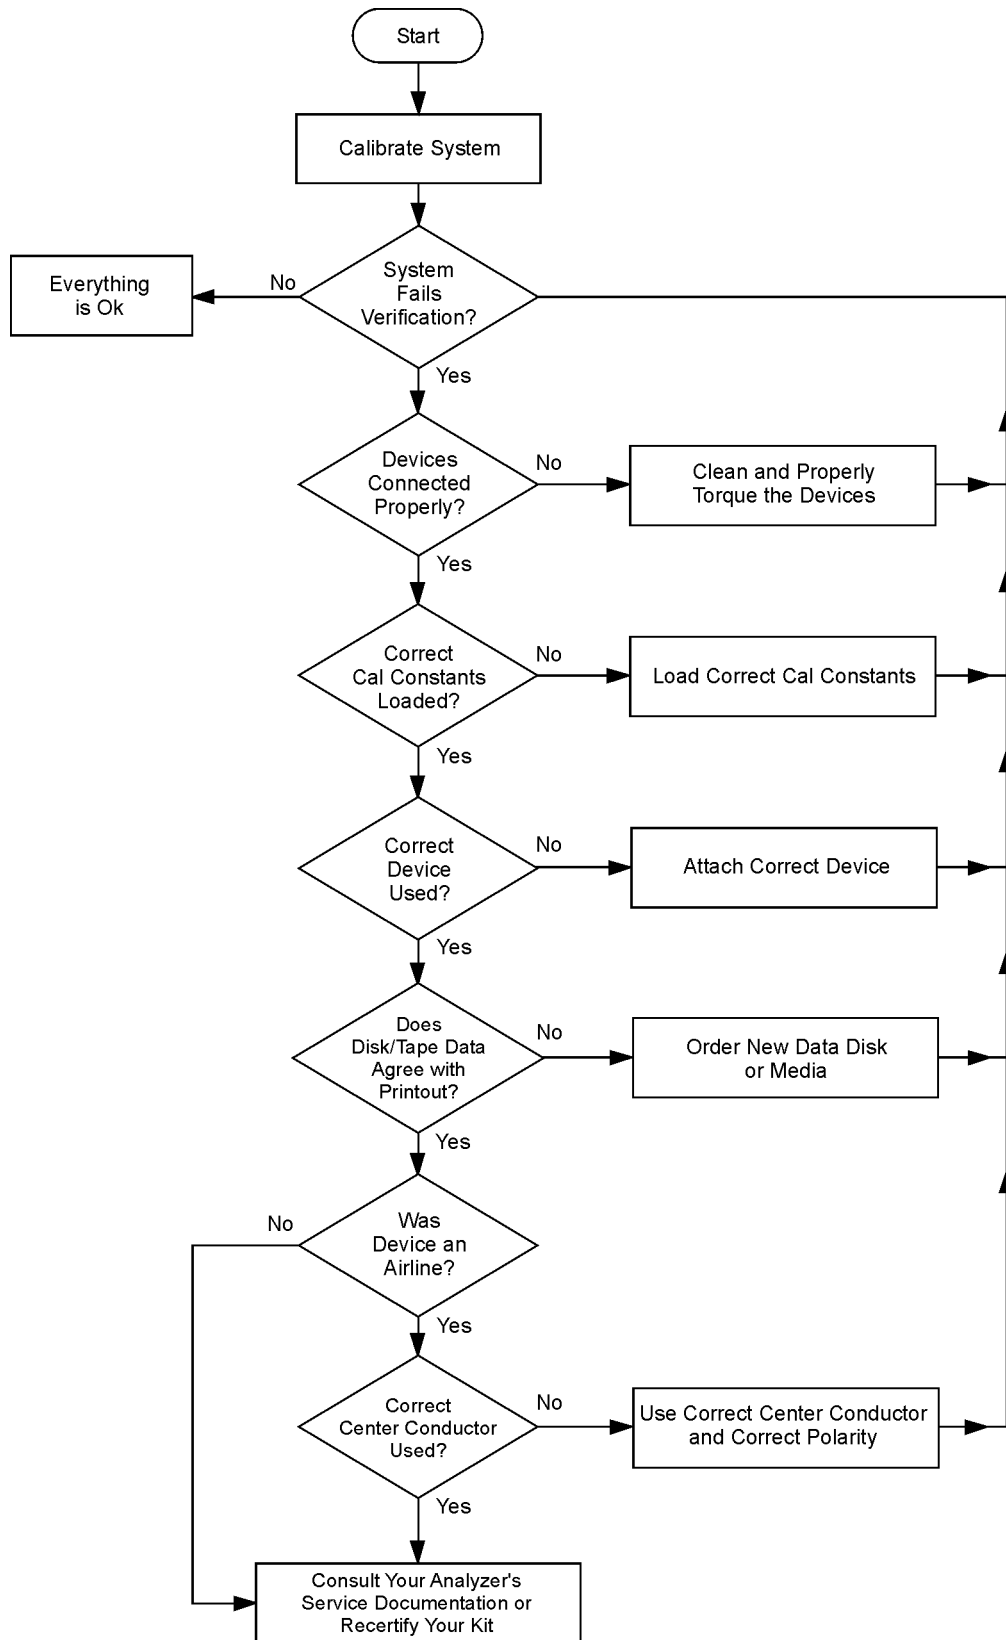 Start
Calibrate System
System
Fails
Verification?
No
Everything
is Ok
Yes
Devices
Connected
Properly?
No
Clean and Properly
Torque the Devices
Yes
Correct
Cal Constants
Loaded?
No
Load Correct Cal Constants
Yes
Correct
Device
Used?
No
Attach Correct Device
Yes
Does
Disk/Tape Data
Agree with
Printout?
No
Order New Data Disk
or Media
Yes
Was
Device an
Airline?
No
Yes
Correct
Center Conductor
Used?
No
Use Correct Center Conductor
and Correct Polarity
Yes
Consult Your Analyzer's
Service Documentation or
Recertify Your Kit